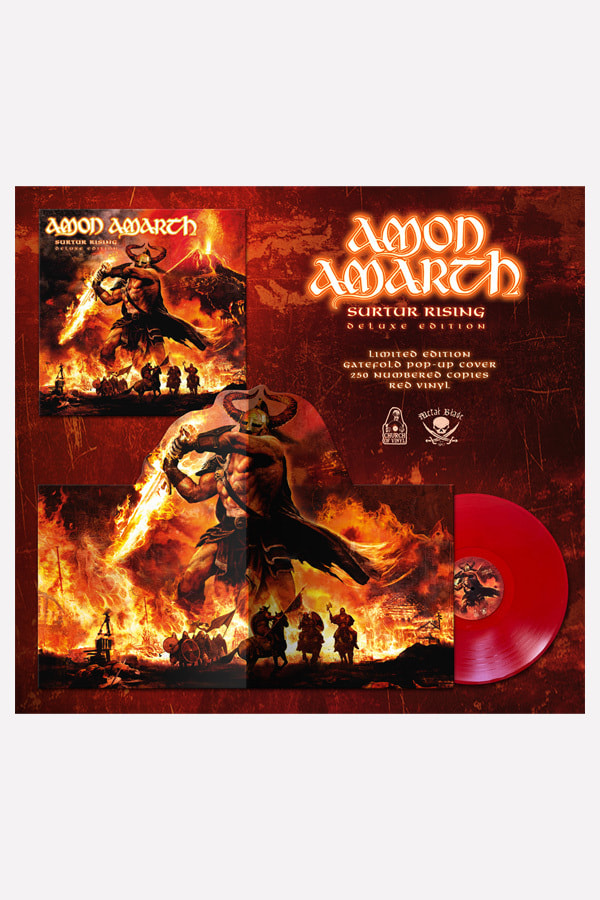 AMON AMARTH
SURTUR RISING
DELUXE EDITION
AMON
AMARTH
SURTUR RISING
DELUXE EDITION
LIMITED EDITION
GATEFOLD POP-UP COVER
250 NUMBERED COPIES
RED VINYL
CHURCH
OF VINYL
Metal Blade